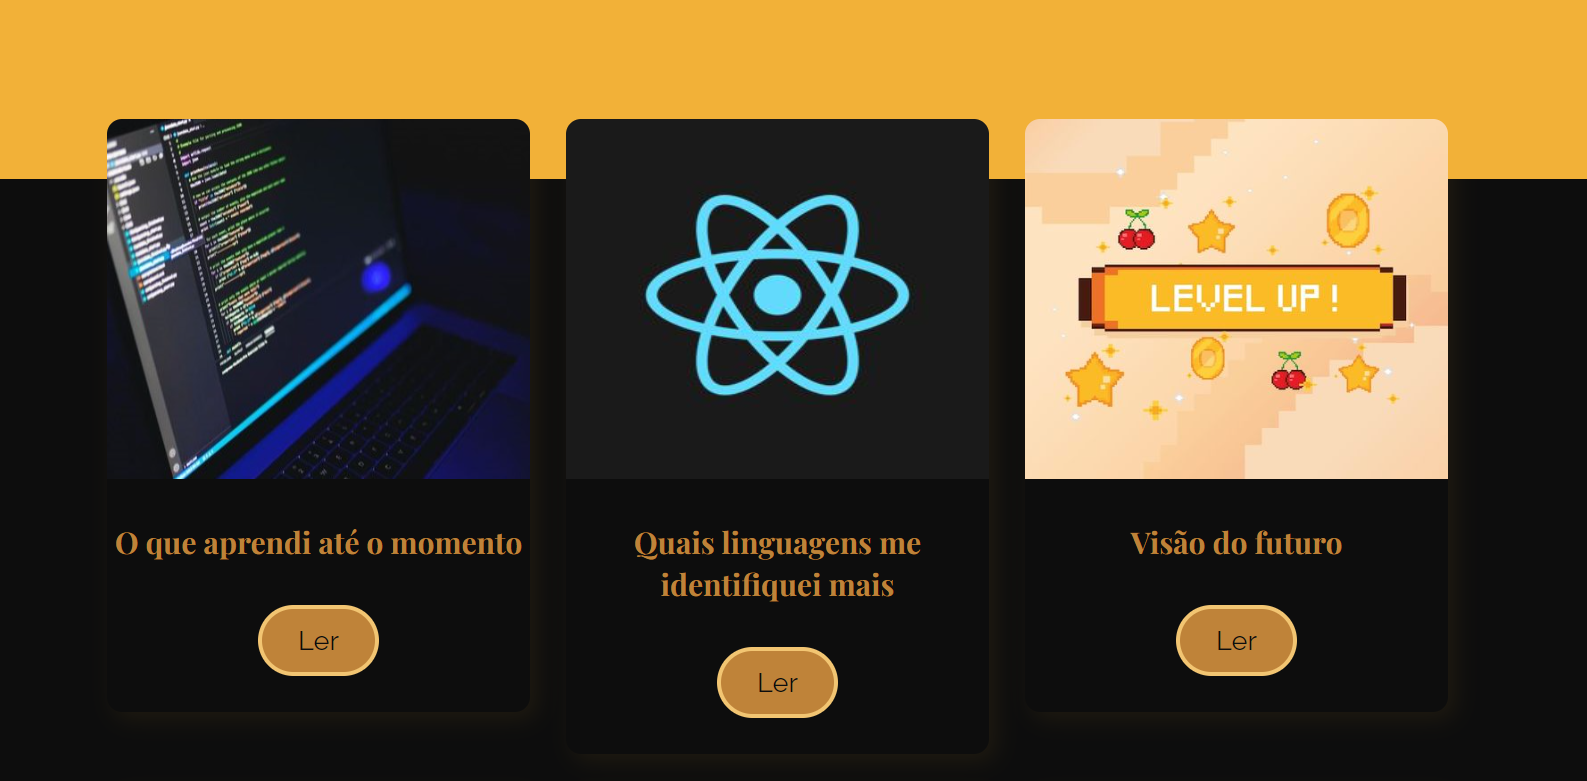 LEVEL UP !
O que aprendi até o momento
Quais linguagens me
identifiquei mais
Visão do futuro
Ler
Ler
Ler